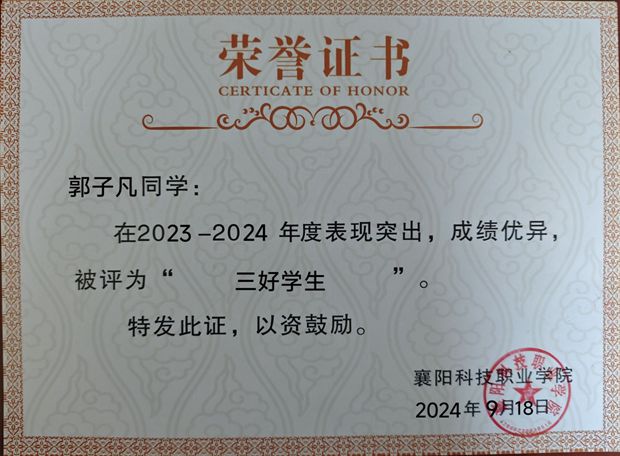 荣誉证书
CERTICATE OF HONOR
郭子凡同学：
在2023-2024 年度表现突出，成绩优异，
被评为“ 三好学生 ”。
特发此证，以资鼓励。
襄阳科技职业学院
2024年9月18日